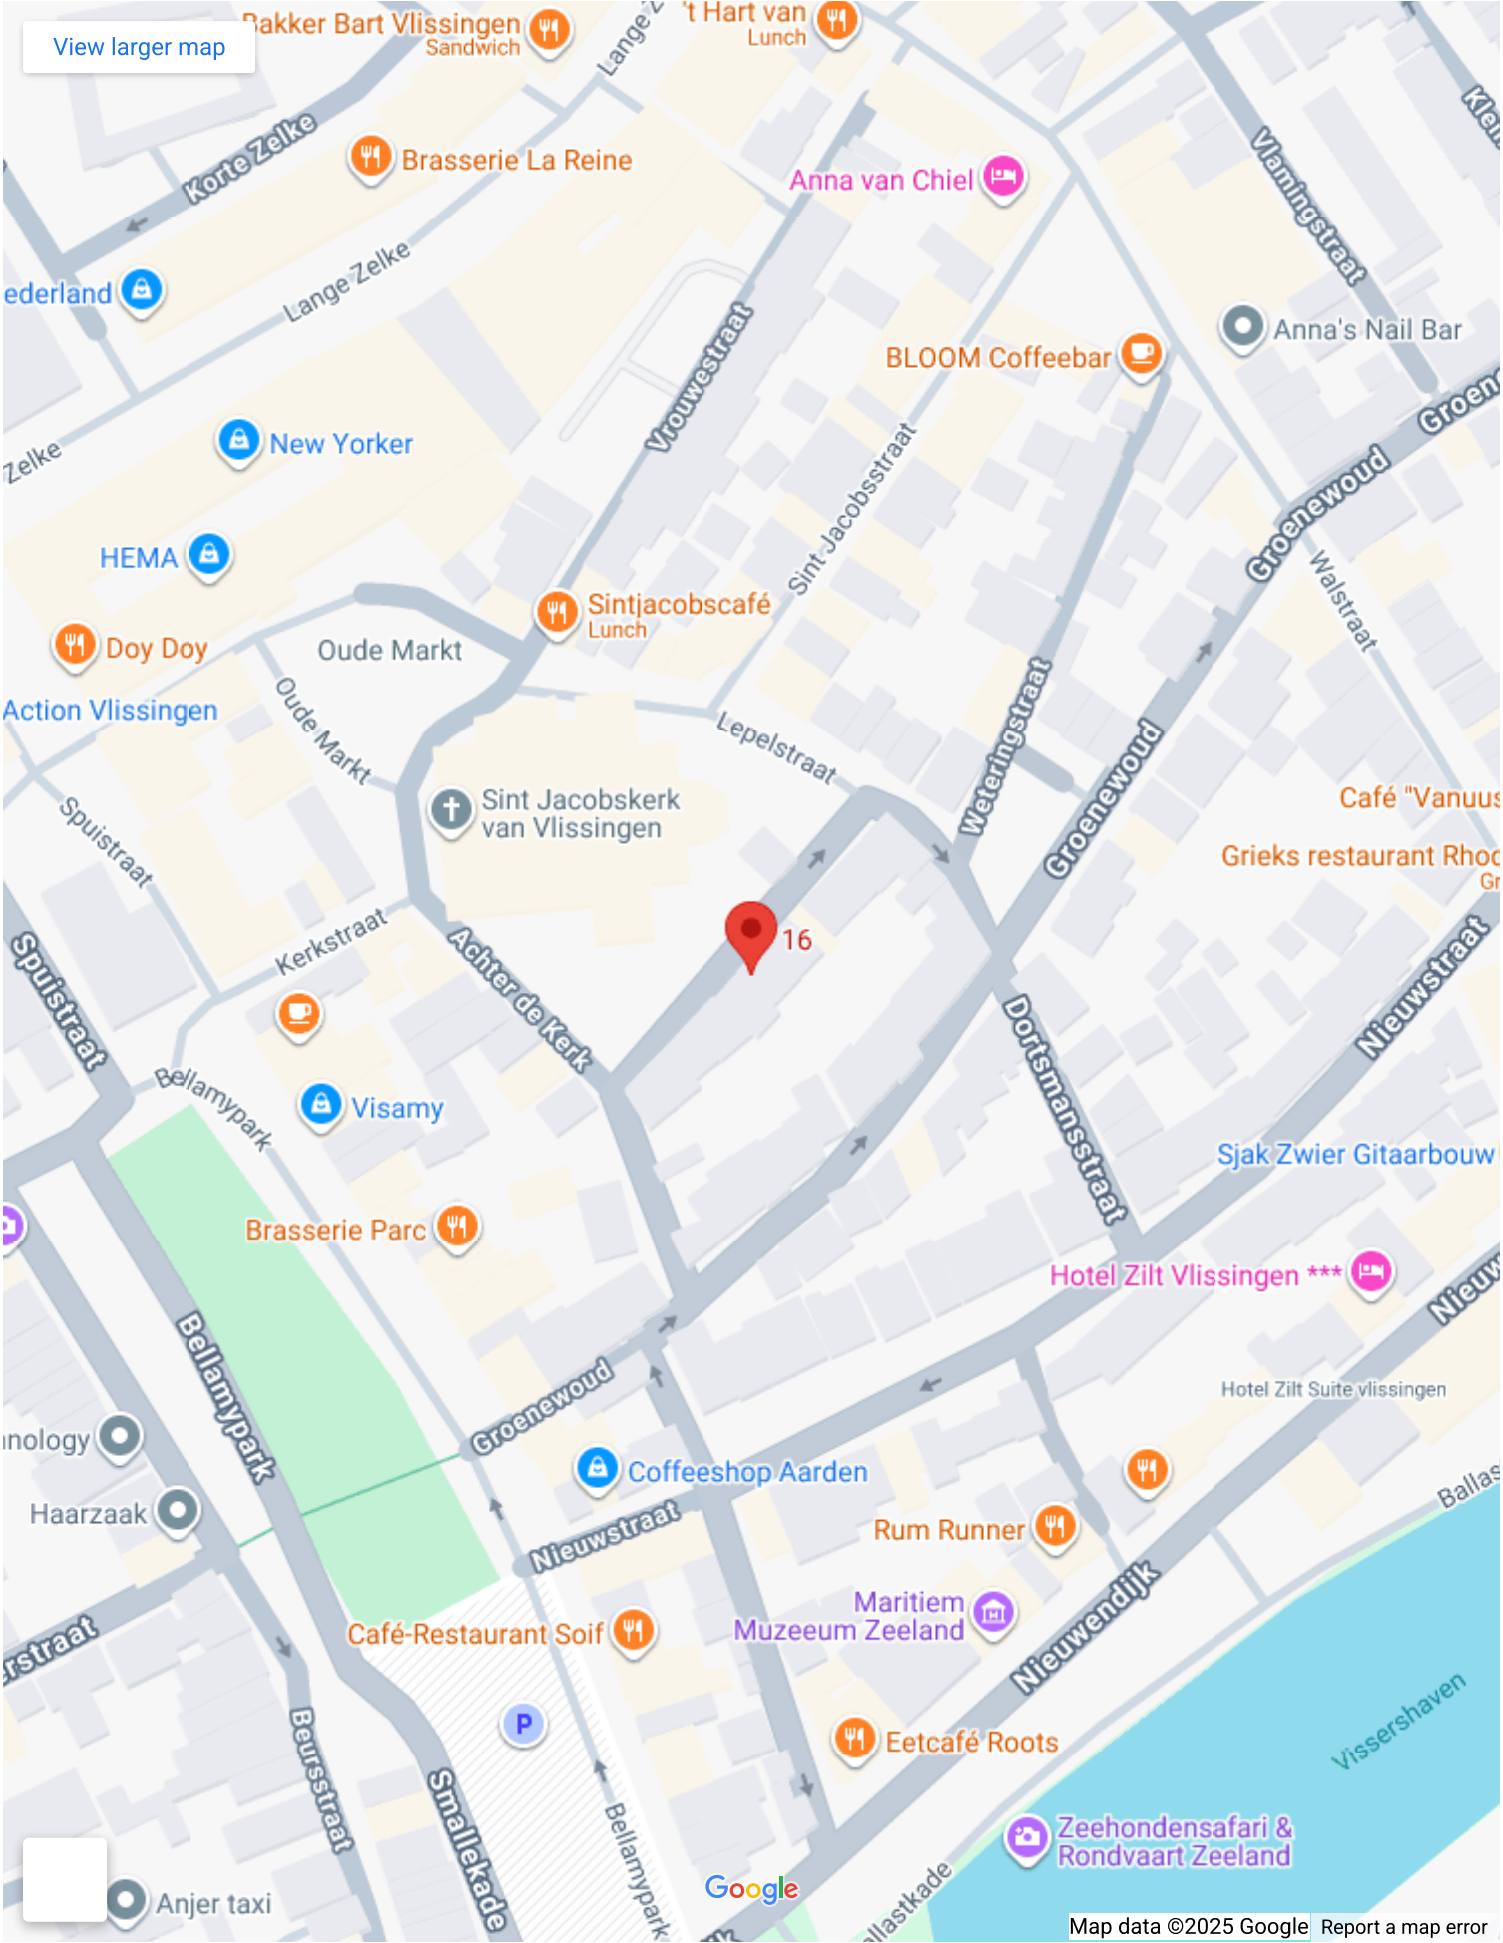 Bakker Bart Vlissingen
Sandwich
't Hart van
Lunch
View larger map
Korte Zelke
Brasserie La Reine
Anna van Chiel
Vlamingstraat
ederland
Lange Zelke
Vrouwestraat
Anna's Nail Bar
BLOOM Coffeebar
Groenewoud
New Yorker
Zelke
Sint Jacobsstraat
HEMA
Walstraat
Sintjacobscafé
Lunch
Oude Markt
Doy Doy
Action Vlissingen
Oude Markt
Lepelstraat
Weteringstraat
Groenewoud
Sint Jacobskerk
van Vlissingen
Café "Vanuus
Grieks restaurant Rhod
Gr
Spuistraat
Kerkstraat
16
Achter de Kerk
Spuistraat
Nieuwstraat
Bellamypark
Visamy
Dortsmansstraat
Sjak Zwier Gitaarbouw
Brasserie Parc
Hotel Zilt Vlissingen ***
Nieuw
Bellamypark
Groenewoud
Hotel Zilt Suite vlissingen
nnology
Coffeeshop Aarden
Haarzaak
Nieuwstraat
Rum Runner
Ballas
Maritiem
Muzeeum Zeeland
Café-Restaurant Soif
Nieuwendijk
erstraat
P
Eetcafé Roots
Vissershaven
Beursstraat
Smallekade
Bellamypark
Zeehondensafari &
Rondvaart Zeeland
Google
allastkade
Anjer taxi
Map data ©2025 Google
Report a map error